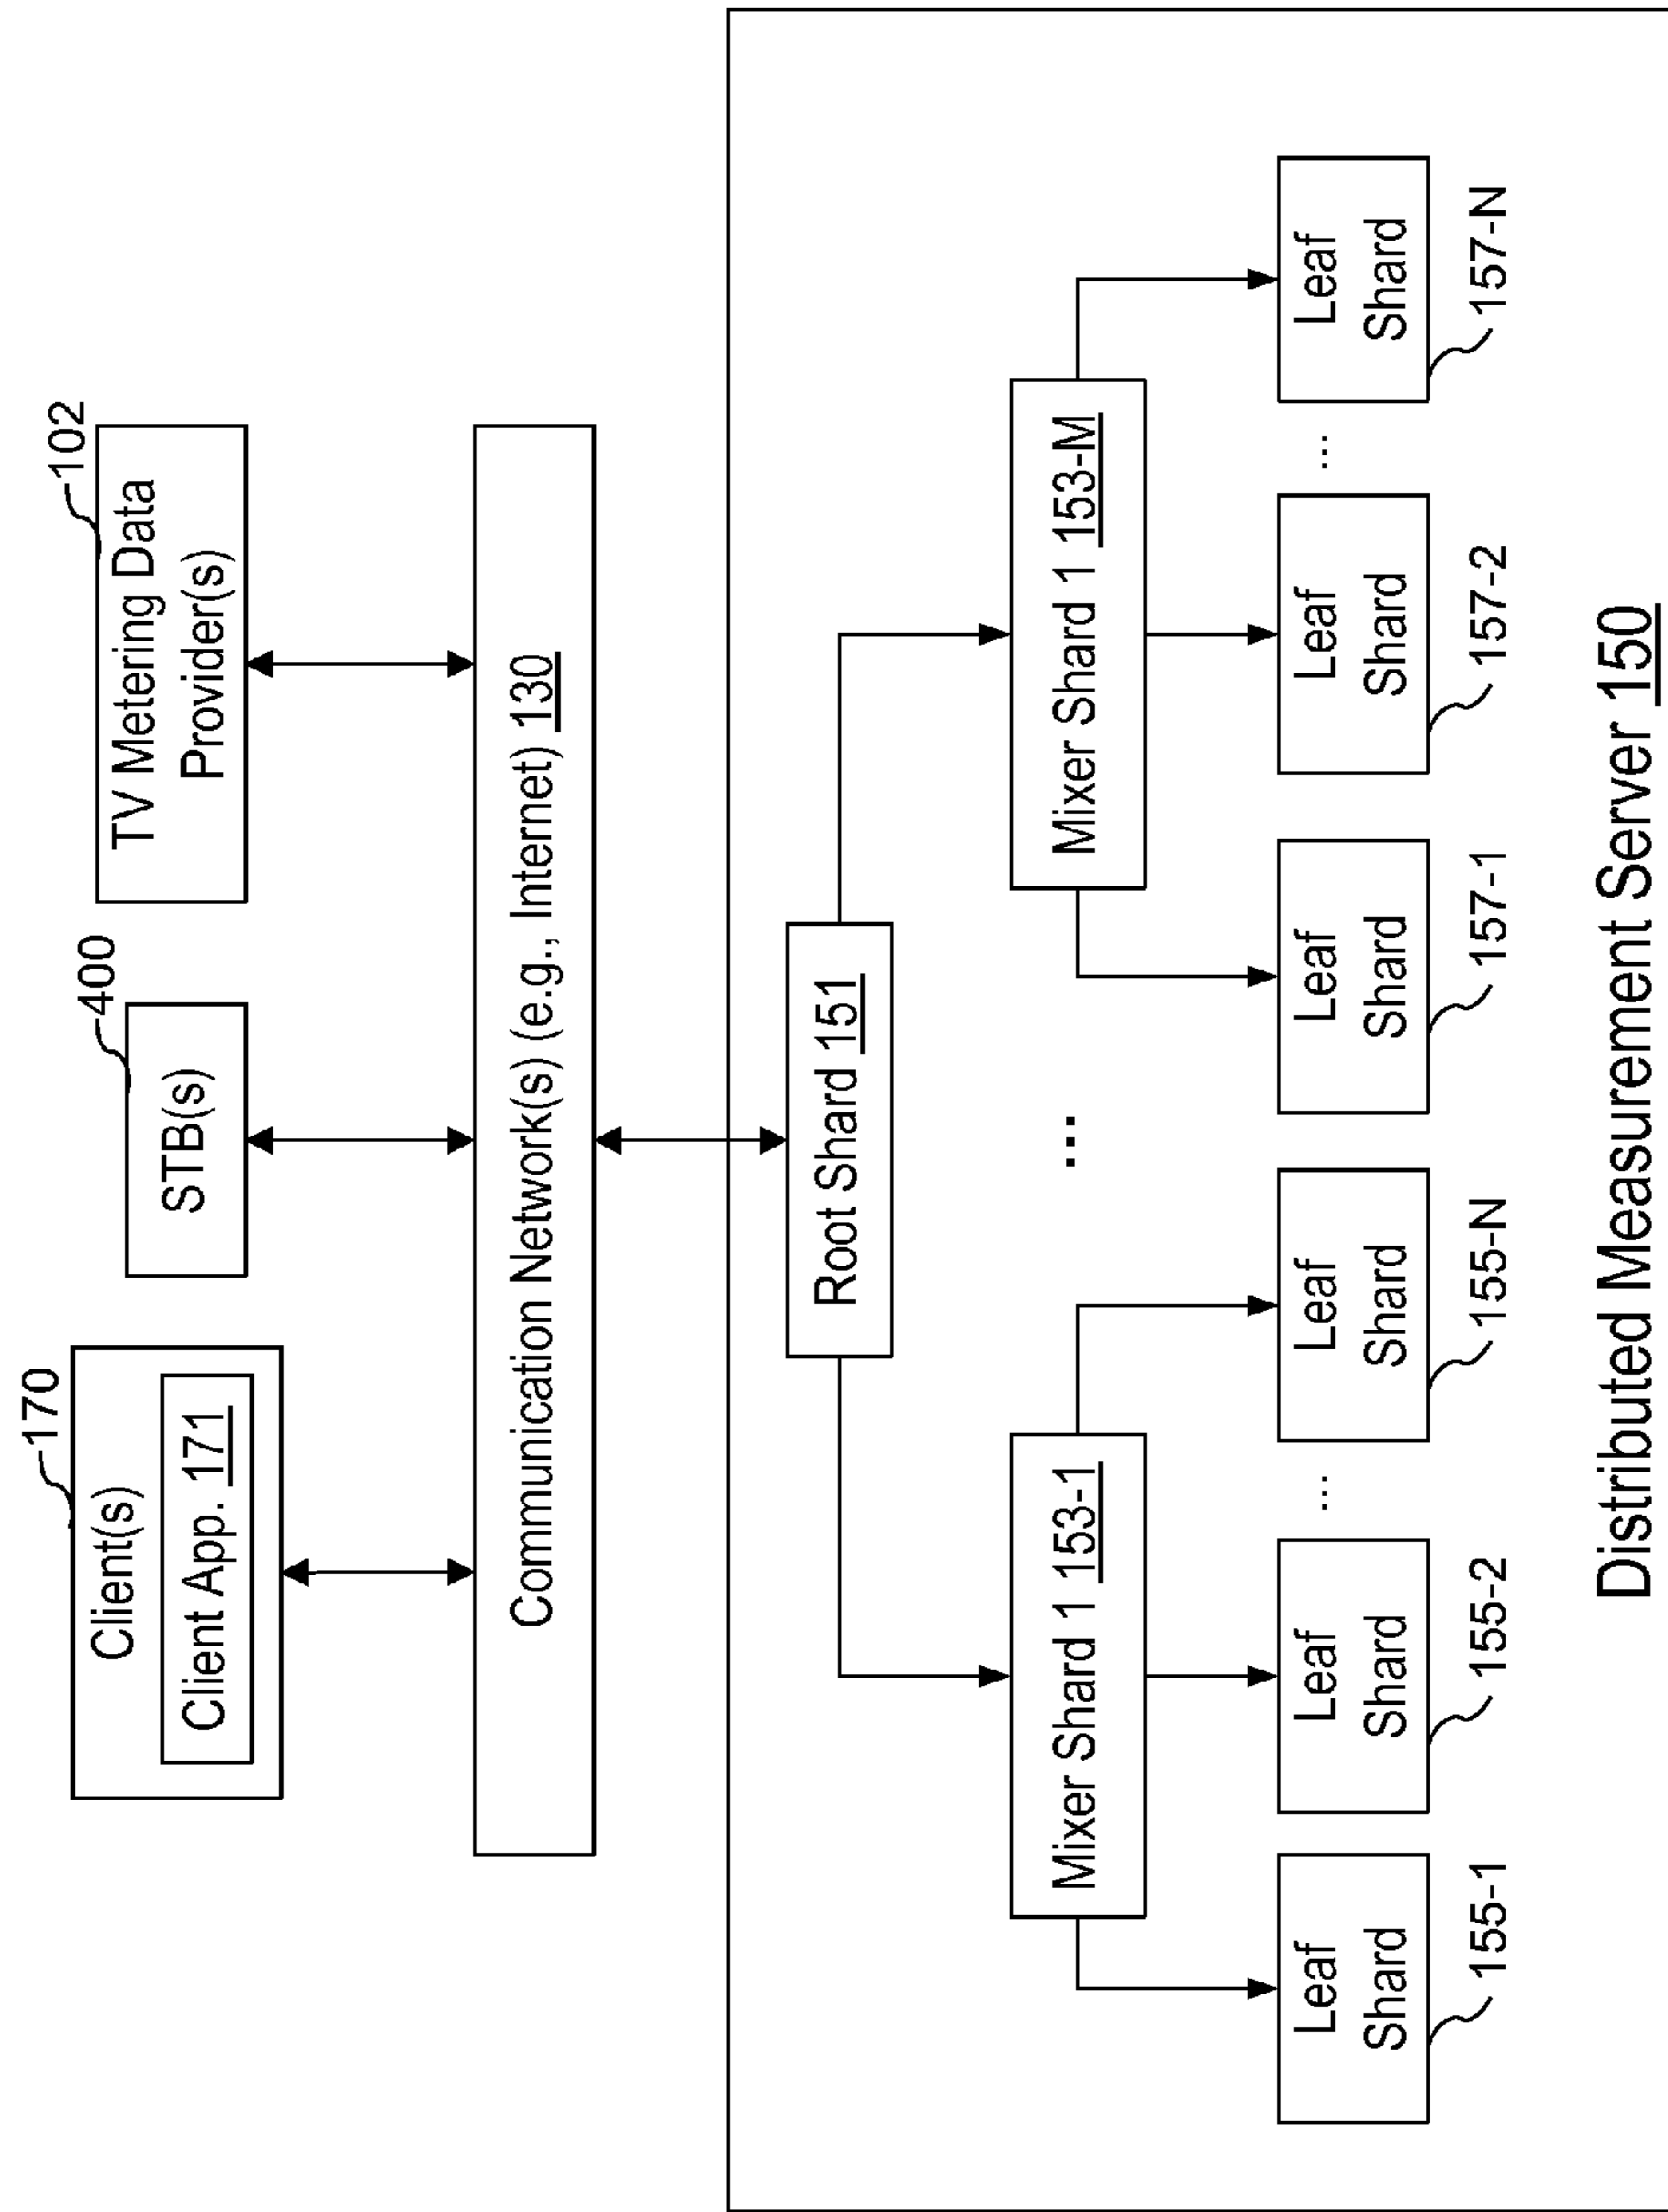 170
400
102
Client(s)
Client App. 171
STB(s)
TV Metering Data
Provider(s)
Communication Network(s) (e.g., Internet) 130
Root Shard 151
Mixer Shard 1 153-1
...
Mixer Shard 1 153-M
Leaf
Shard
155-1
Leaf
Shard
155-2
...
Leaf
Shard
155-N
Leaf
Shard
157-1
Leaf
Shard
157-2
...
Leaf
Shard
157-N
Distributed Measurement Server 150